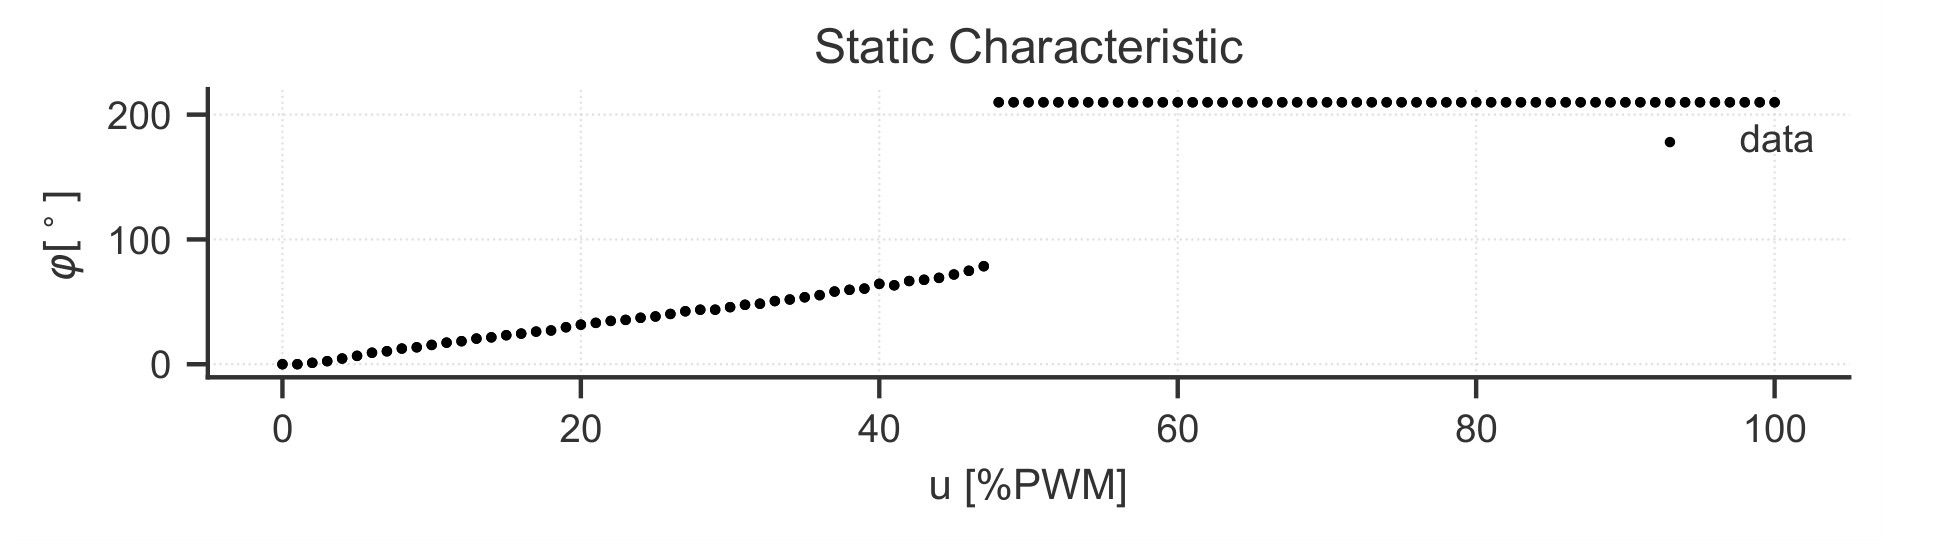 Static Characteristic
200
100
0
φ[°]
data
0 20 40 60 80 100
u [%PWM]